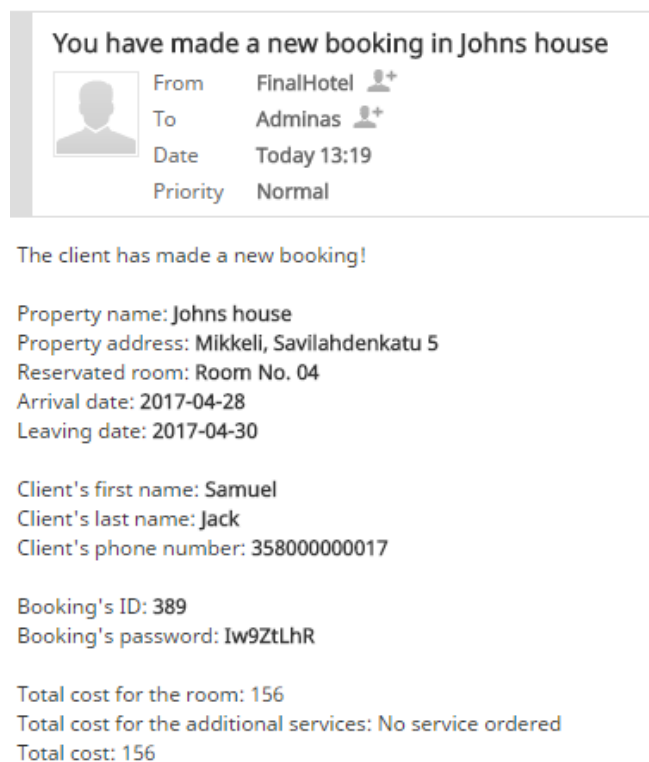 You have made a new booking in Johns house
From FinalHotel
To Adminas
Date Today 13:19
Priority Normal
The client has made a new booking!
Property name: Johns house
Property address: Mikkeli, Savilahdenkatu 5
Reservated room: Room No. 04
Arrival date: 2017-04-28
Leaving date: 2017-04-30
Client's first name: Samuel
Client's last name: Jack
Client's phone number: 358000000017
Booking's ID: 389
Booking's password: Iw9ZtLhR
Total cost for the room: 156
Total cost for the additional services: No service ordered
Total cost: 156